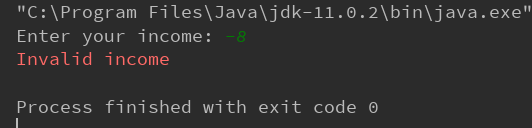 "C:\Program Files\Java\jdk-11.0.2\bin\java.exe"
Enter your income: -8
Invalid income
Process finished with exit code 0